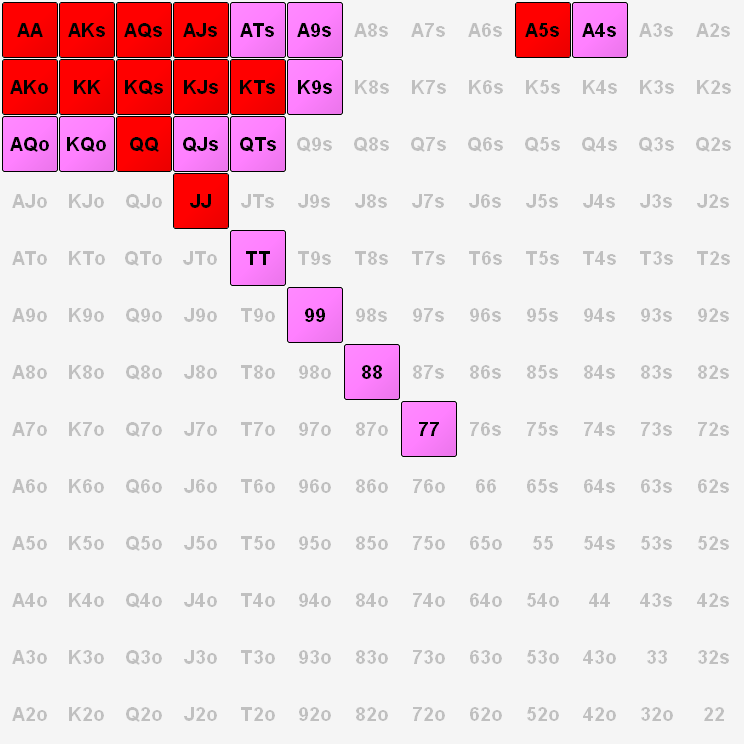 AA AKs AQs AJs ATs A9s A8s A7s A6s A5s A4s A3s A2s
AKo KK KQs KJs KTs K9s K8s K7s K6s K5s K4s K3s K2s
AQo KQo QQ QJs QTs Q9s Q8s Q7s Q6s Q5s Q4s Q3s Q2s
AJo KJo QJo JJ JTs J9s J8s J7s J6s J5s J4s J3s J2s
ATo KTo QTo JTo TT T9s T8s T7s T6s T5s T4s T3s T2s
A9o K9o Q9o J9o T9o 99 98s 97s 96s 95s 94s 93s 92s
A8o K8o Q8o J8o T8o 98o 88 87s 86s 85s 84s 83s 82s
A7o K7o Q7o J7o T7o 97o 87o 77 76s 75s 74s 73s 72s
A6o K6o Q6o J6o T6o 96o 86o 76o 66 65s 64s 63s 62s
A5o K5o Q5o J5o T5o 95o 85o 75o 65o 55 54s 53s 52s
A4o K4o Q4o J4o T4o 94o 84o 74o 64o 54o 44 43s 42s
A3o K3o Q3o J3o T3o 93o 83o 73o 63o 53o 43o 33 32s
A2o K2o Q2o J2o T2o 92o 82o 72o 62o 52o 42o 32o 22